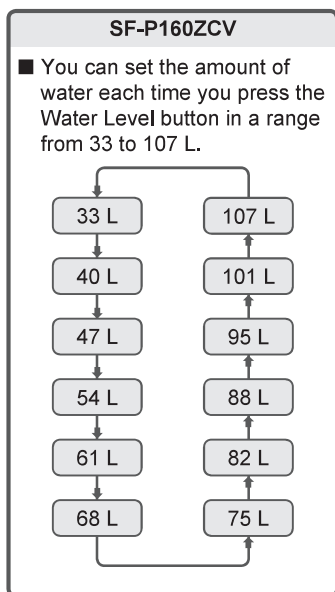 SF-P160ZCV
■ You can set the amount of
water each time you press the
Water Level button in a range
from 33 to 107 L.
33 L
40 L
47 L
54 L
61 L
68 L
75 L
82 L
88 L
95 L
101 L
107 L